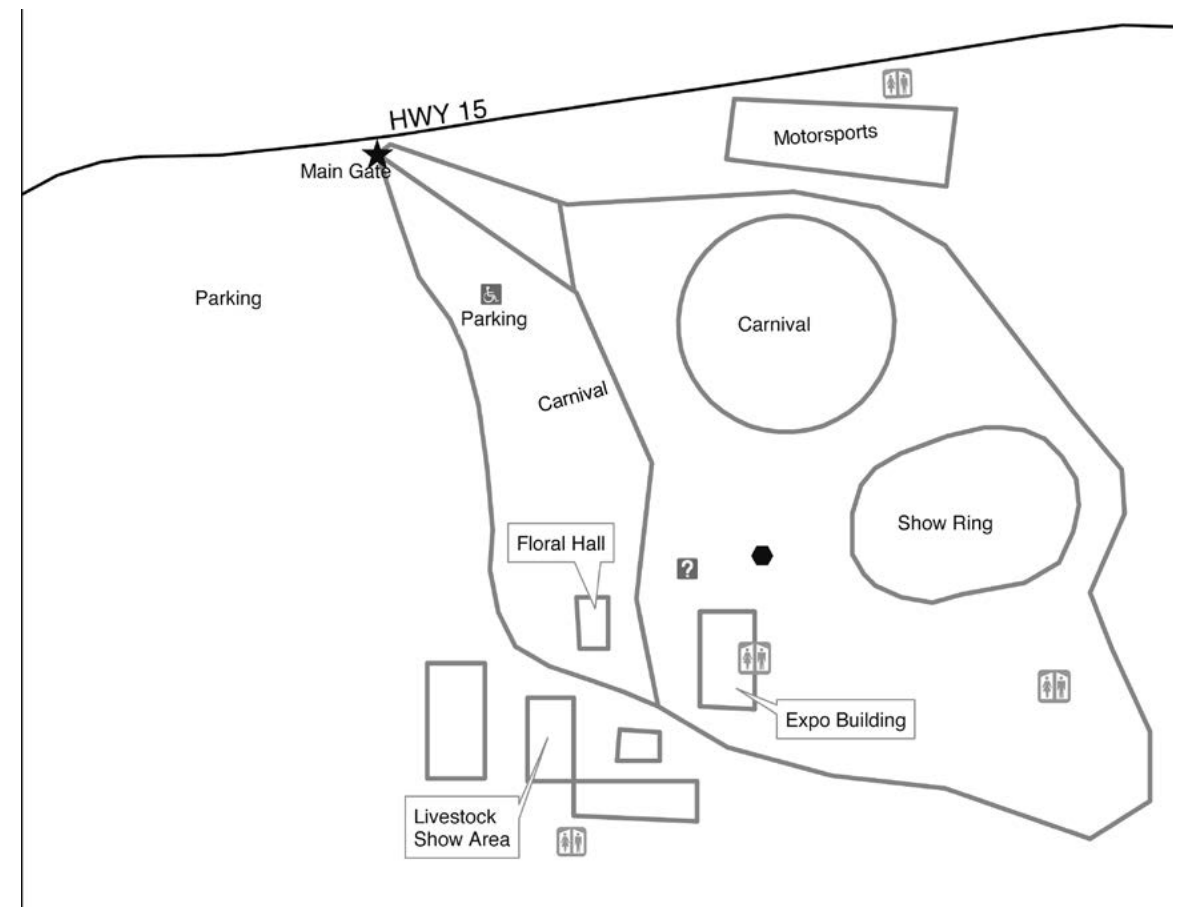 HWY 15
Motorsports
Main Gate
Parking
Parking
Carnival
Carnival
Show Ring
Floral Hall
?
Expo Building
Livestock
Show Area